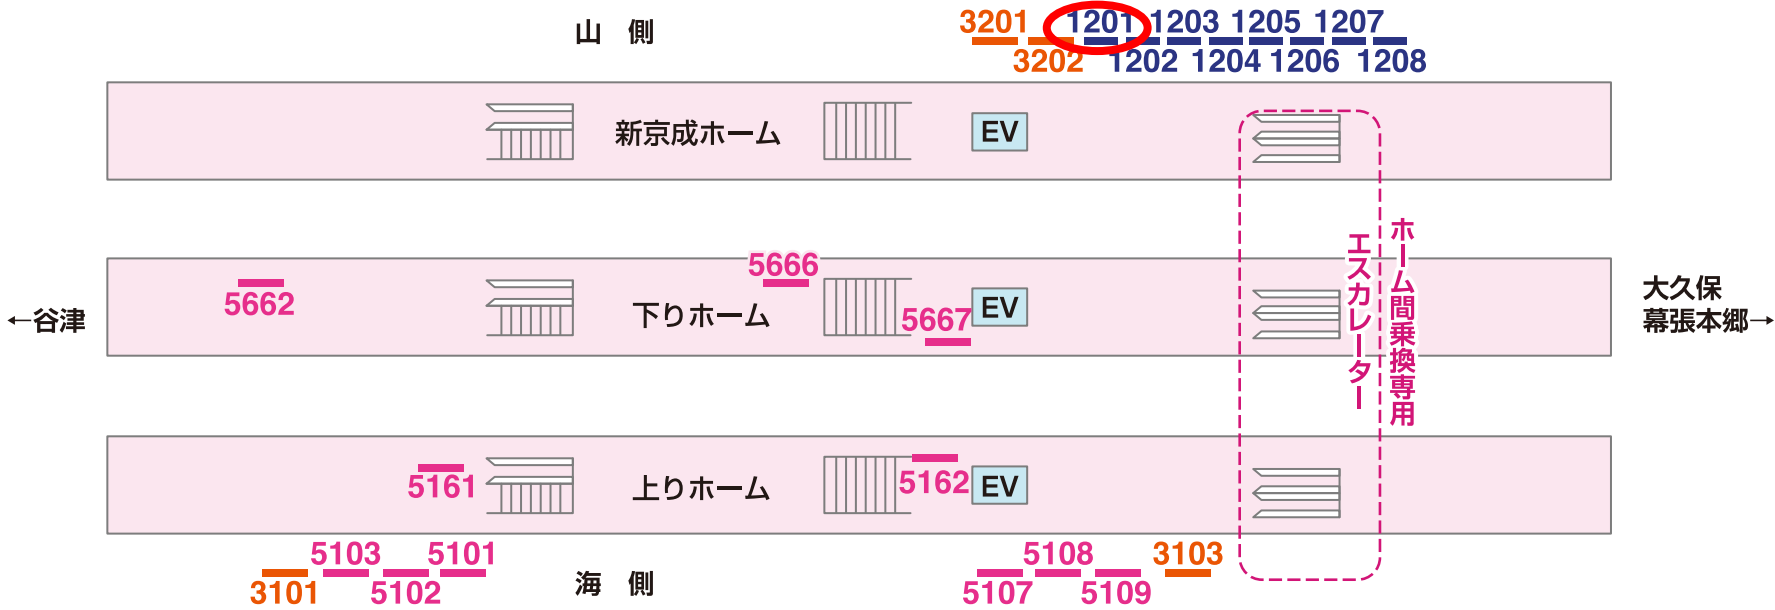 山 側
3201 1201 1203 1205 1207
3202 1202 1204 1206 1208
新京成ホーム
EV
5662
5666
下りホーム
5667
EV
←谷津
エスカレーター
ホーム間乗換専用
大久保
幕張本郷→
5161
上りホーム
5162
EV
5103 5101
3101 5102
海 側
5108 3103
5107 5109